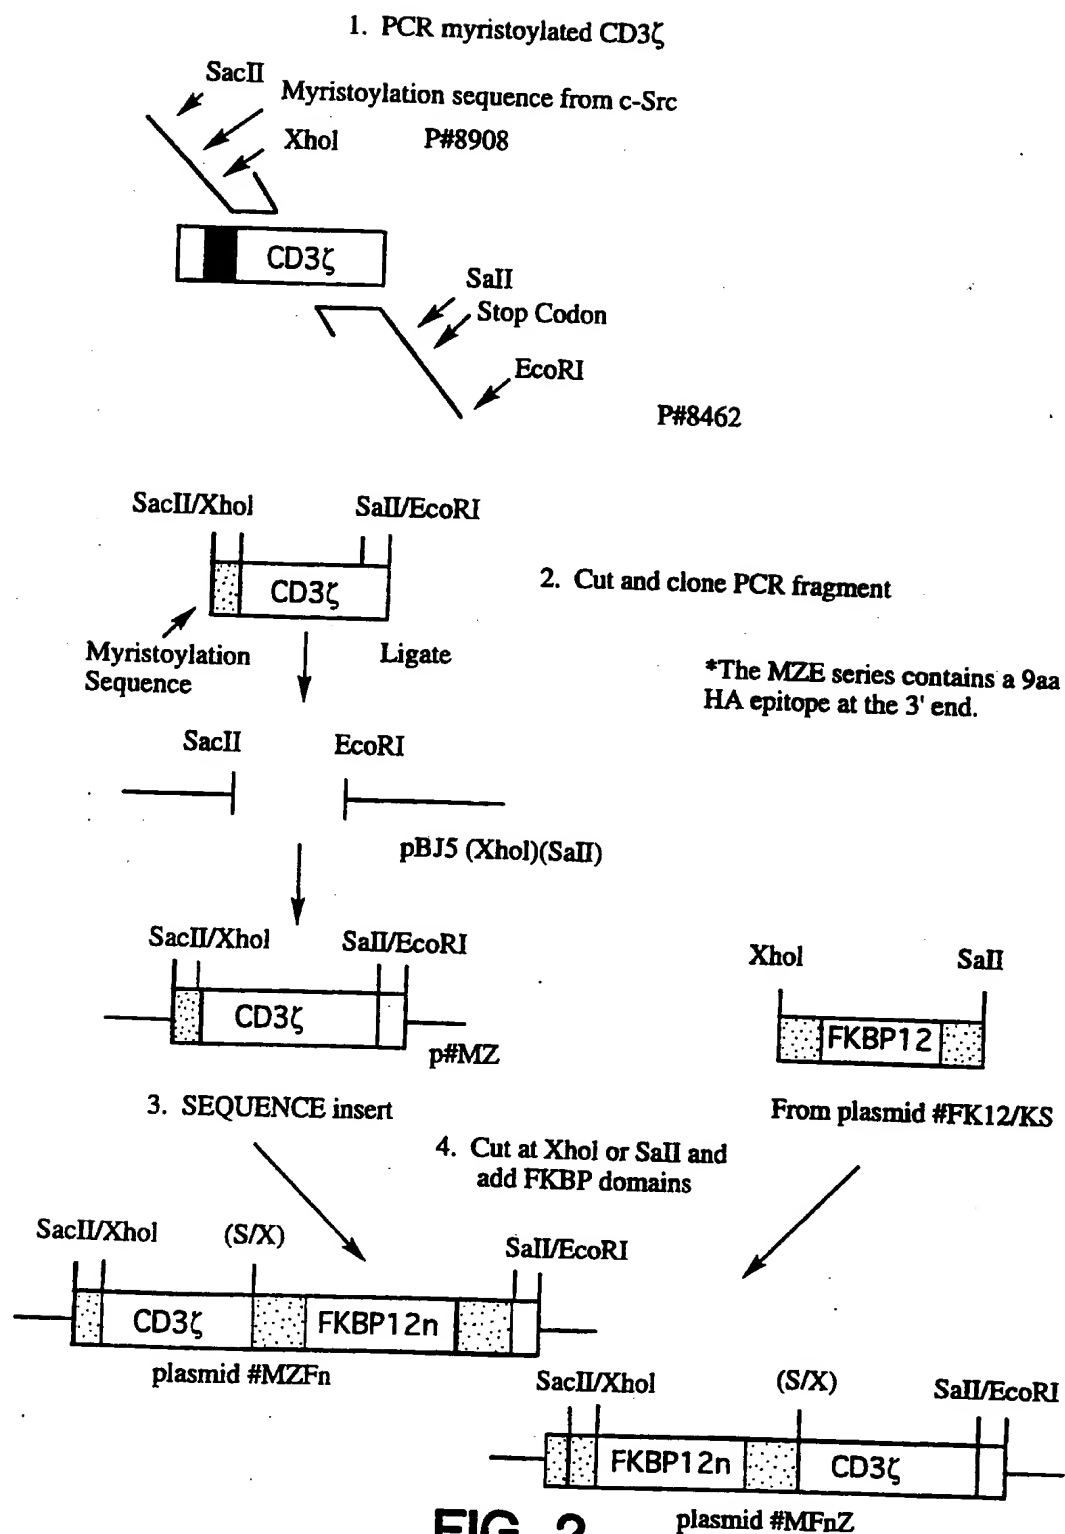 1. PCR myristoylated CD3ζ
SacII
Myristoylation sequence from c-Src
XhoI P#8908
CD3ζ
SalI
Stop Codon
EcoRI
P#8462
SacII/XhoI SalI/EcoRI
CD3ζ
2. Cut and clone PCR fragment
Myristoylation
Sequence
Ligate
*The MZE series contains a 9aa
HA epitope at the 3' end.
SacII EcoRI
pBJ5 (XhoI)(SalI)
SacII/XhoI SalI/EcoRI
CD3ζ
p#MZ
XhoI SalI
FKBP12
From plasmid #FK12/KS
3. SEQUENCE insert
4. Cut at XhoI or SalI and
add FKBP domains
SacII/XhoI (S/X) SalI/EcoRI
CD3ζ FKBP12n
plasmid #MZFn
SacII/XhoI (S/X) SalI/EcoRI
FKBP12n CD3ζ
plasmid #MFnZ
FIG. 2